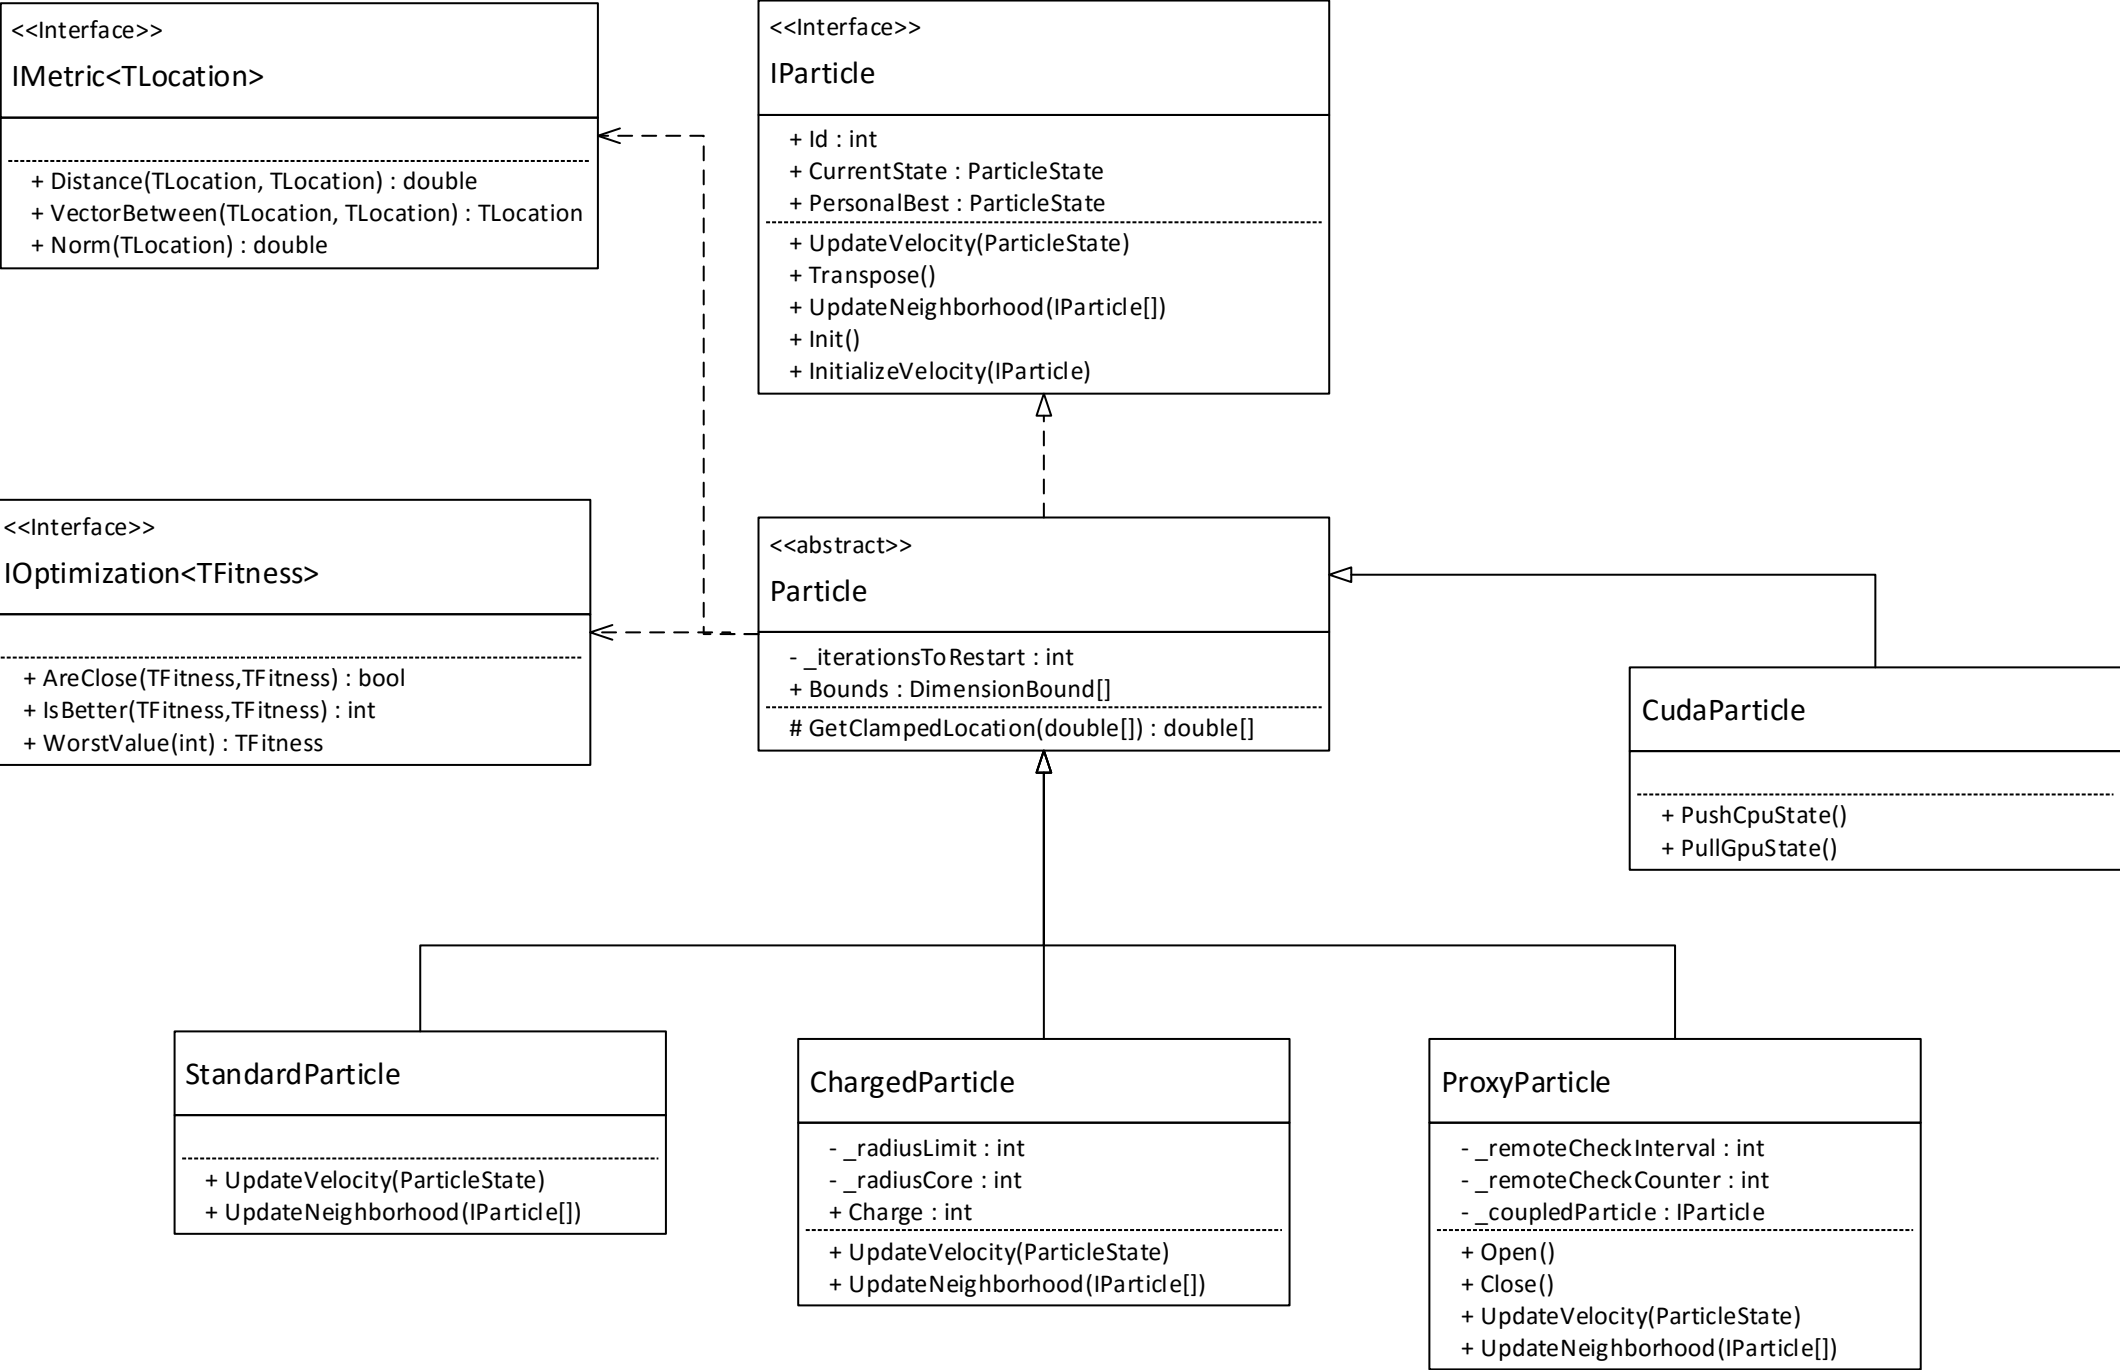 <<Interface>>
IMetric<TLocation>
+ Distance(TLocation, TLocation) : double
+ VectorBetween(TLocation, TLocation) : TLocation
+ Norm(TLocation) : double
<<Interface>>
IParticle
+ Id : int
+ CurrentState : ParticleState
+ PersonalBest : ParticleState
+ UpdateVelocity(ParticleState)
+ Transpose()
+ UpdateNeighborhood(IParticle[])
+ Init()
+ InitializeVelocity(IParticle)
<<Interface>>
IOptimization<TFitness>
+ AreClose(TFitness,TFitness) : bool
+ IsBetter(TFitness,TFitness) : int
+ WorstValue(int) : TFitness
<<abstract>>
Particle
- _iterationsToRestart : int
+ Bounds : DimensionBound[]
# GetClampedLocation(double[]) : double[]
CudaParticle
+ PushCpuState()
+ PullGpuState()
StandardParticle
+ UpdateVelocity(ParticleState)
+ UpdateNeighborhood(IParticle[])
ChargedParticle
- _radiusLimit : int
- _radiusCore : int
+ Charge : int
+ UpdateVelocity(ParticleState)
+ UpdateNeighborhood(IParticle[])
ProxyParticle
- _remoteCheckInterval : int
- _remoteCheckCounter : int
- _coupledParticle : IParticle
+ Open()
+ Close()
+ UpdateVelocity(ParticleState)
+ UpdateNeighborhood(IParticle[])